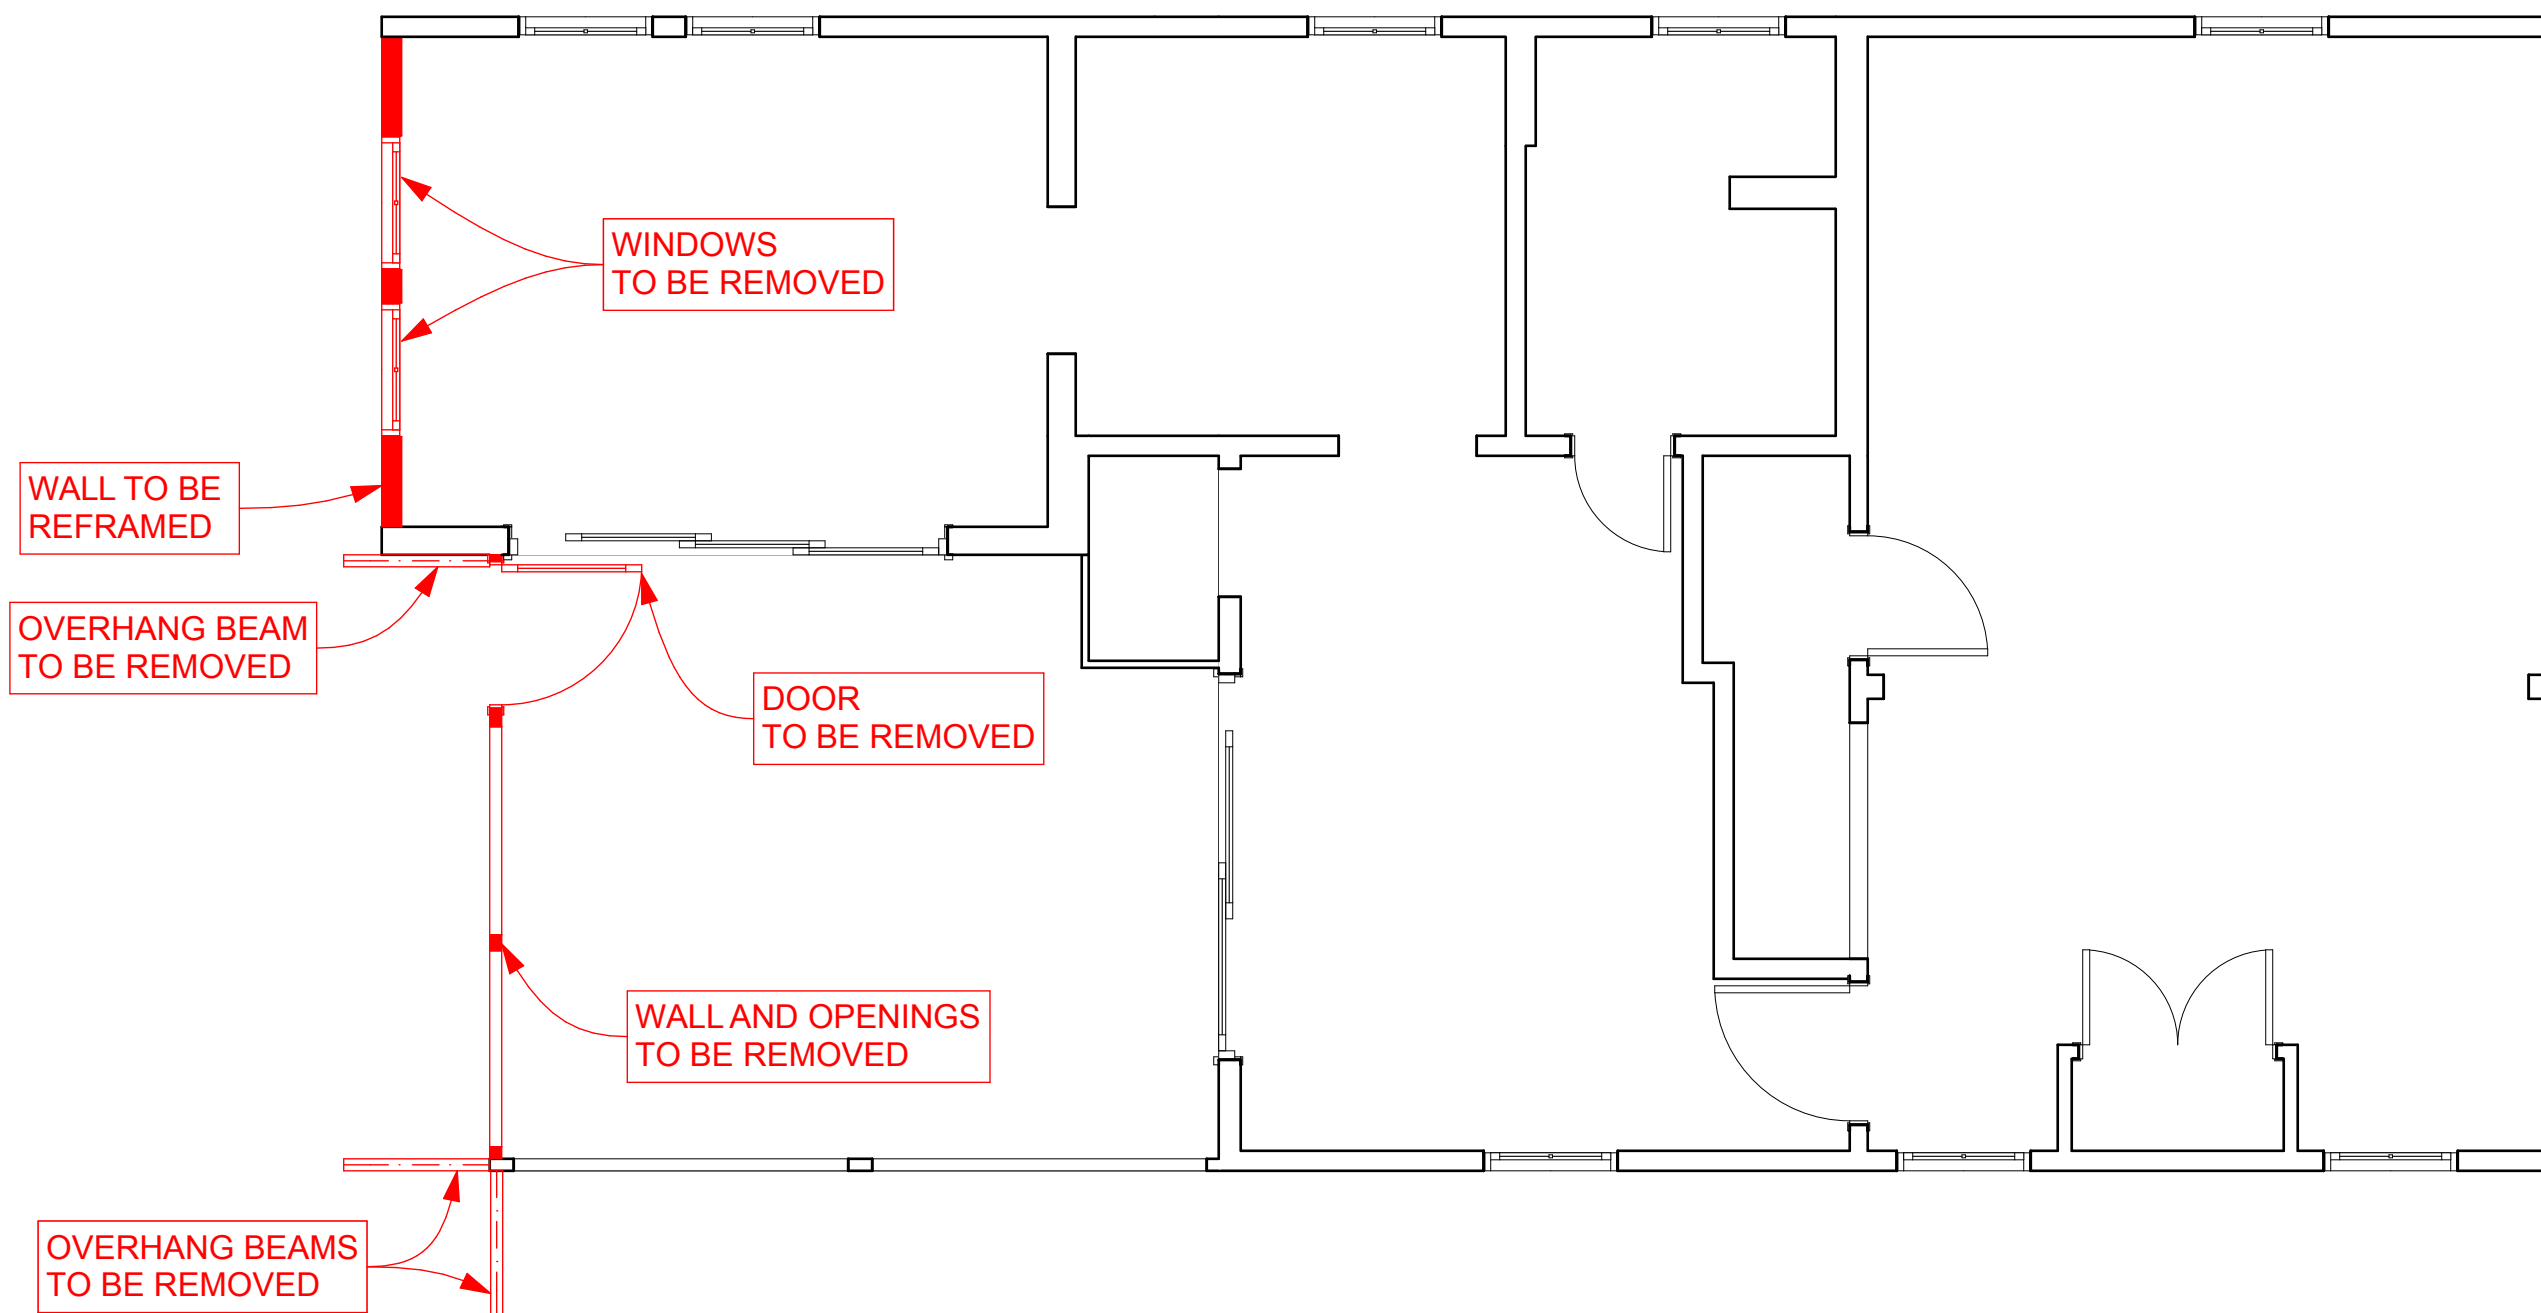 WINDOWS
TO BE REMOVED
WALL TO BE
REFRAMED
OVERHANG BEAM
TO BE REMOVED
DOOR
TO BE REMOVED
WALL AND OPENINGS
TO BE REMOVED
OVERHANG BEAMS
TO BE REMOVED